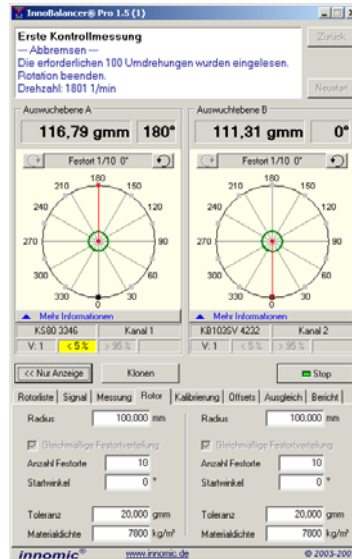 InnoBalancer® Pro 1.5 (1)
Erste Kontrollmessung
--- Abbremsen ---
Die erforderlichen 100 Umdrehungen wurden eingelesen.
Rotation beenden.
Drehzahl: 1801 1/min
Zurück
Neustart
Auswuchtebene A
116,79 gmm 180°
Festort 1/10 0°
180
210 150
240 120
270 90
300 60
330 30
0
Mehr Informationen
KS80 3346 Kanal 1
V: 1 < 5 % > 95 %
Auswuchtebene B
111,31 gmm 0°
Festort 1/10 0°
180
210 150
240 120
270 90
300 60
330 30
0
Mehr Informationen
KB103SV 4232 Kanal 2
V: 1 < 5 % > 95 %
<< Nur Anzeige Klonen Stop
Rotorliste Signal Messung Rotor Kalibrierung Offsets Ausgleich Bericht
Radius 100,000 mm Radius 100,000 mm
Gleichmäßige Festortverteilung Gleichmäßige Festortverteilung
Anzahl Festorte 10 Anzahl Festorte 10
Startwinkel 0 ° Startwinkel 0 °
Toleranz 20,000 gmm Toleranz 20,000 gmm
Materialdichte 7800 kg/m³ Materialdichte 7800 kg/m³
innomic® www.innomic.de